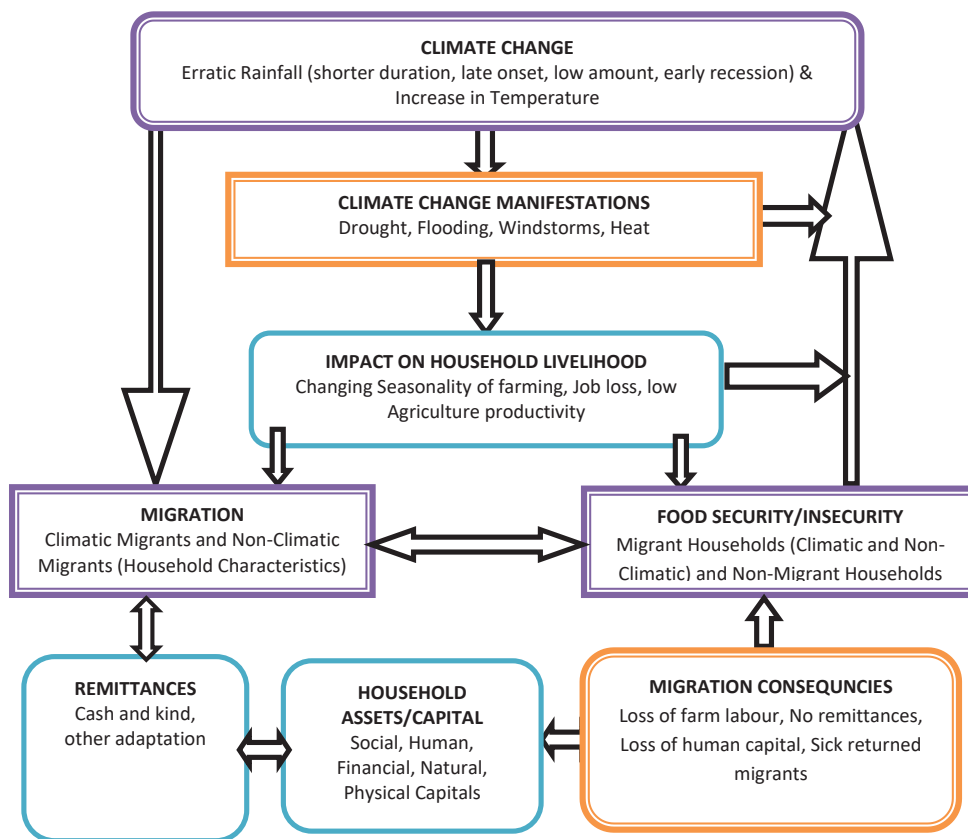 CLIMATE CHANGE
Erratic Rainfall (shorter duration, late onset, low amount, early recession) &
Increase in Temperature
CLIMATE CHANGE MANIFESTATIONS
Drought, Flooding, Windstorms, Heat
IMPACT ON HOUSEHOLD LIVELIHOOD
Changing Seasonality of farming, Job loss, low
Agriculture productivity
MIGRATION
Climatic Migrants and Non-Climatic
Migrants (Household Characteristics)
FOOD SECURITY/INSECURITY
Migrant Households (Climatic and Non-
Climatic) and Non-Migrant Households
REMITTANCES
Cash and kind,
other adaptation
HOUSEHOLD
ASSETS/CAPITAL
Social, Human,
Financial, Natural,
Physical Capitals
MIGRATION CONSEQUNCIES
Loss of farm labour, No remittances,
Loss of human capital, Sick returned
migrants